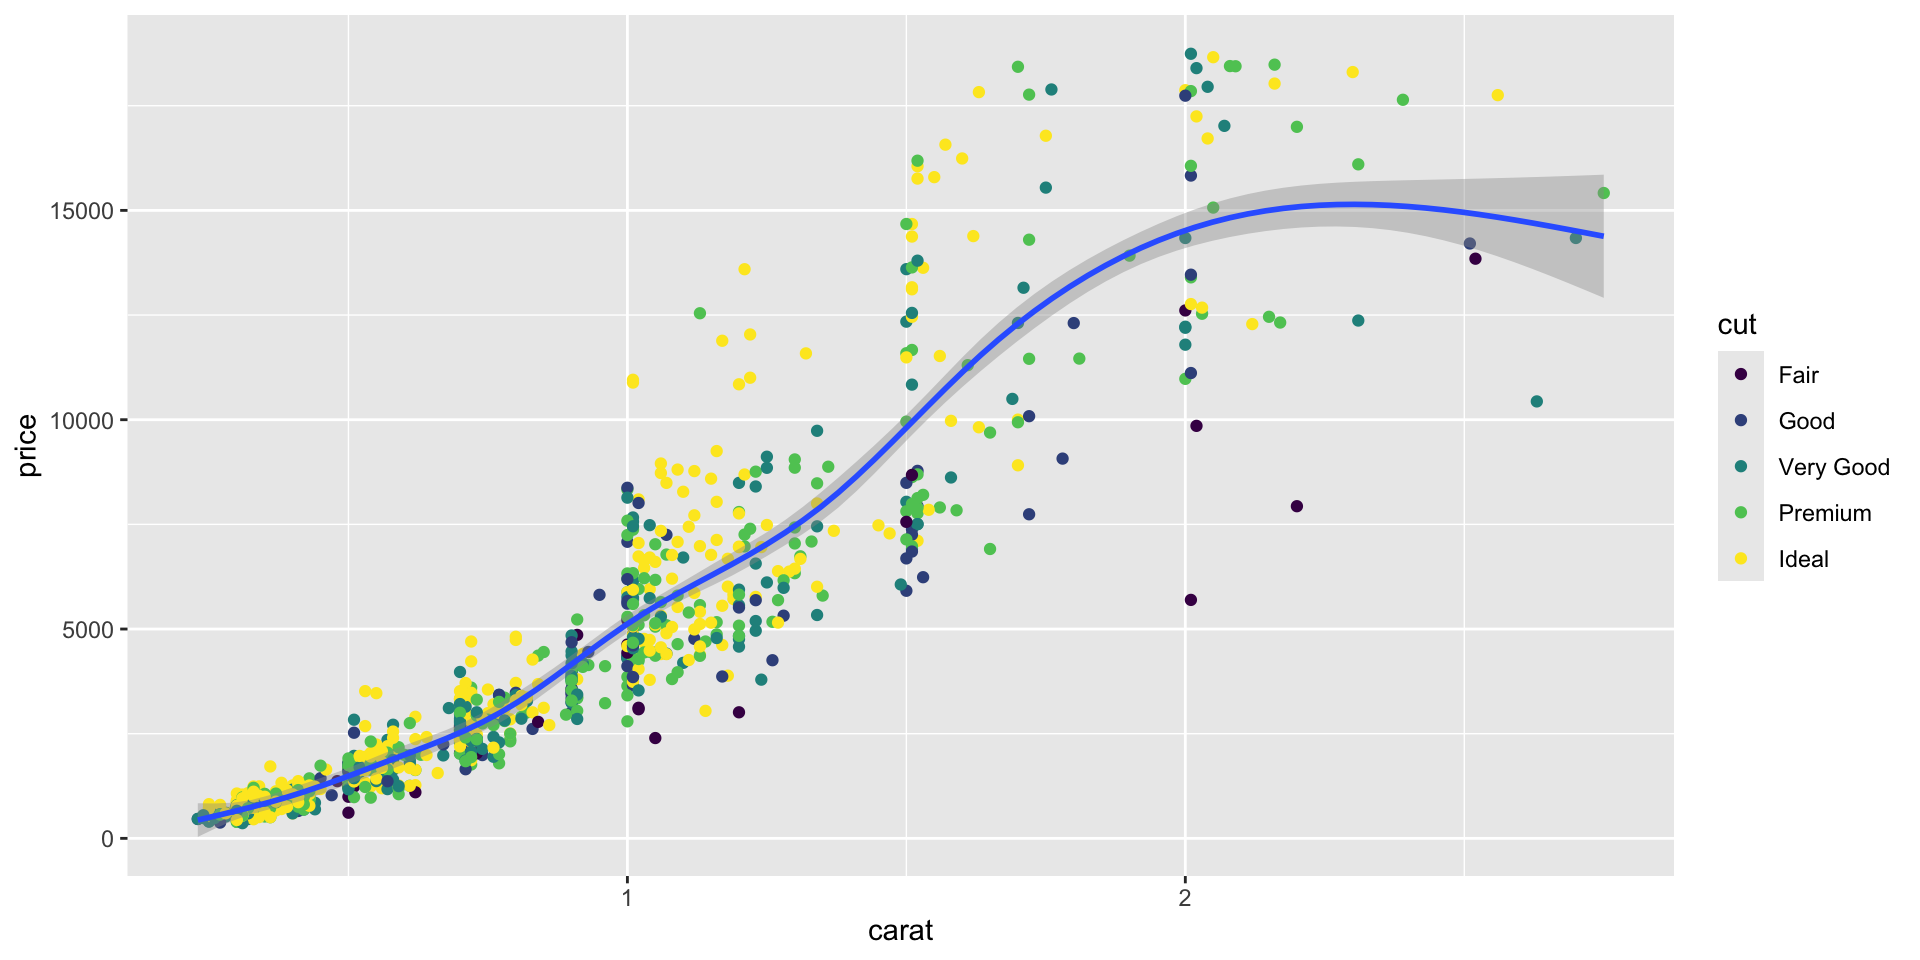 15000
10000
5000
0
price
1
2
carat
cut
Fair
Good
Very Good
Premium
Ideal